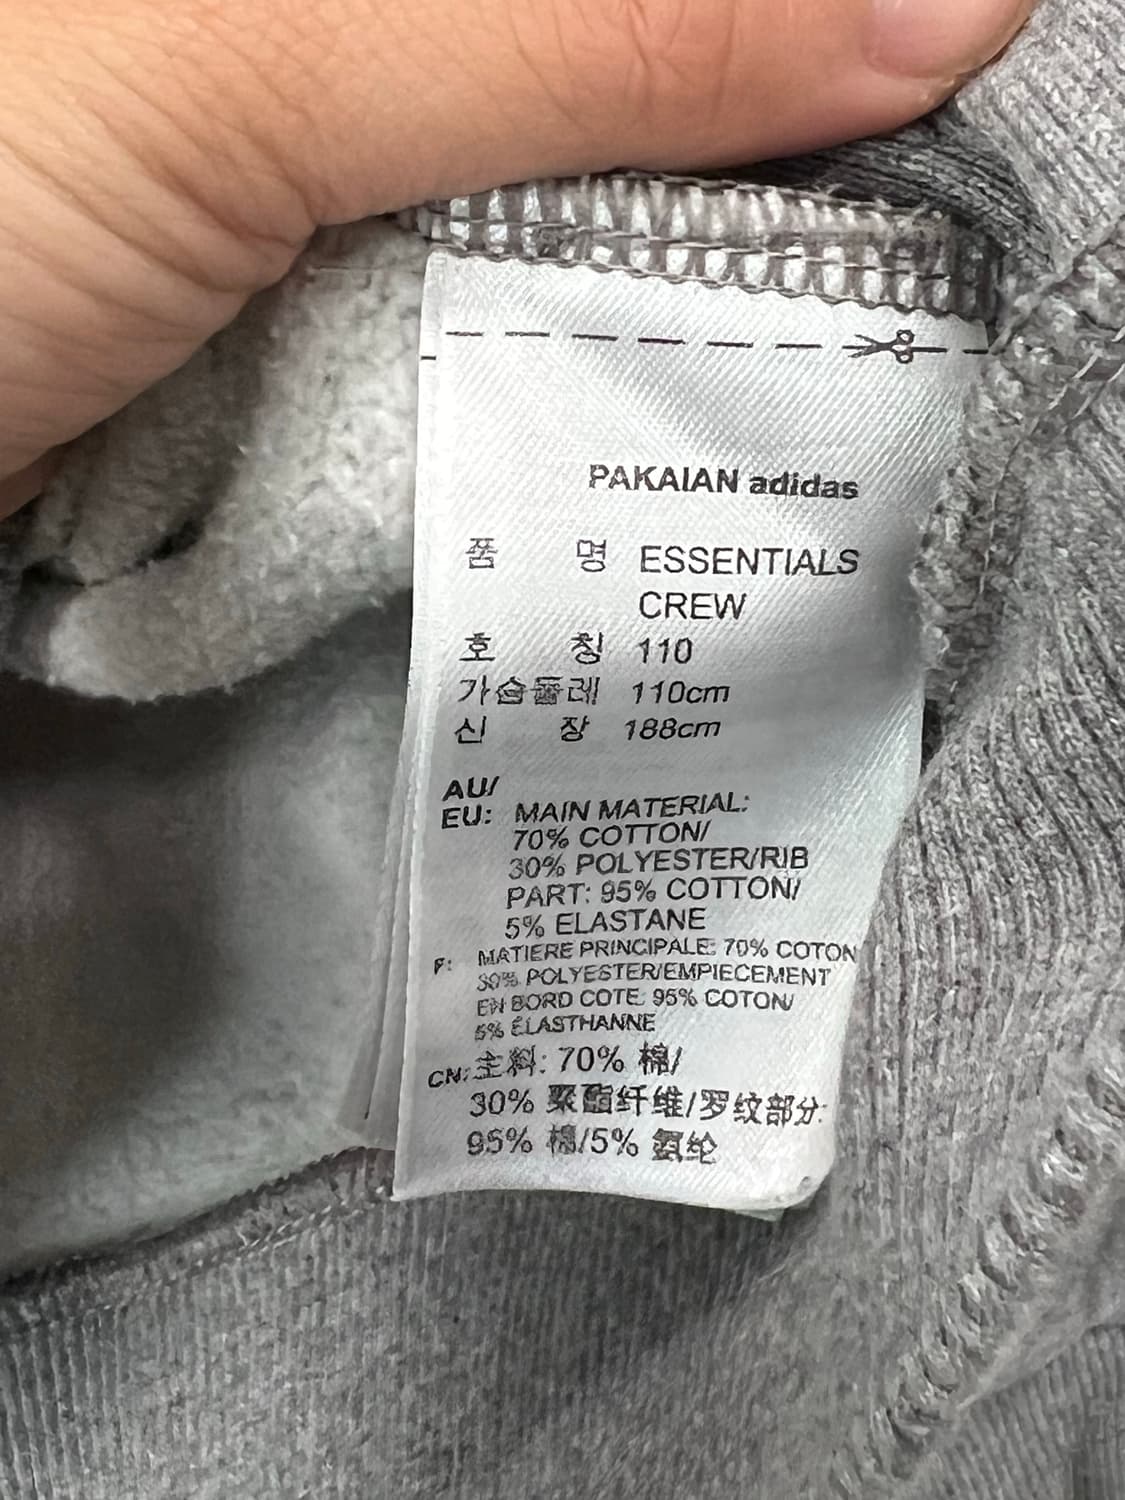 PAKAIAN adidas
품 명 ESSENTIALS
CREW
호 칭 110
가슴둘레 110cm
신 장 188cm
AU/
EU: MAIN MATERIAL:
70% COTTON/
30% POLYESTER/RIB
PART: 95% COTTON/
5% ELASTANE
F: MATIERE PRINCIPALE: 70% COTON
30% POLYESTER/EMPIECEMENT
EN BORD COTE: 95% COTON/
5% ÉLASTHANNE
CN: 主料: 70% 棉/
30% 聚酯纤维/罗纹部分:
95% 棉/5% 氨纶